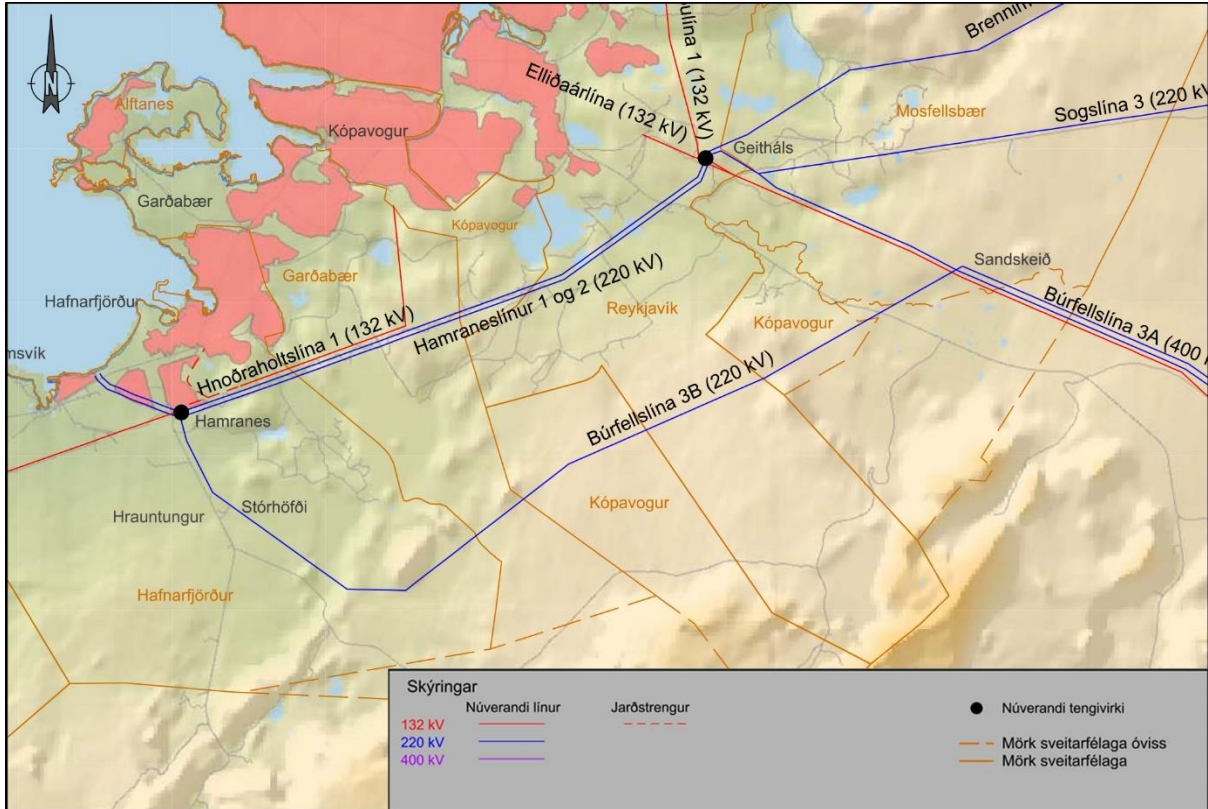 Brennim
ulína 1 (132 kV)
Elliðaárlína (132 kV)
Álftanes
Mosfellsbær
Sogslína 3 (220 kV
Kópavogur
Geitháls
Garðabær
Kópavogur
Garðabær
Sandskeið
Hafnarfjörður
Hamraneslínur 1 og 2 (220 kV)
Reykjavík
Kópavogur
Búrfellslína 3A (400 k
msvík
Hnoðraholtslína 1 (132 kV)
Búrfellslína 3B (220 kV)
Hamranes
Stórhöfði
Hrauntungur
Kópavogur
Hafnarfjörður
N
Skýringar
Núverandi línur
Jarðstrengur
Núverandi tengivirki
132 kV
220 kV
400 kV
Mörk sveitarfélaga óviss
Mörk sveitarfélaga